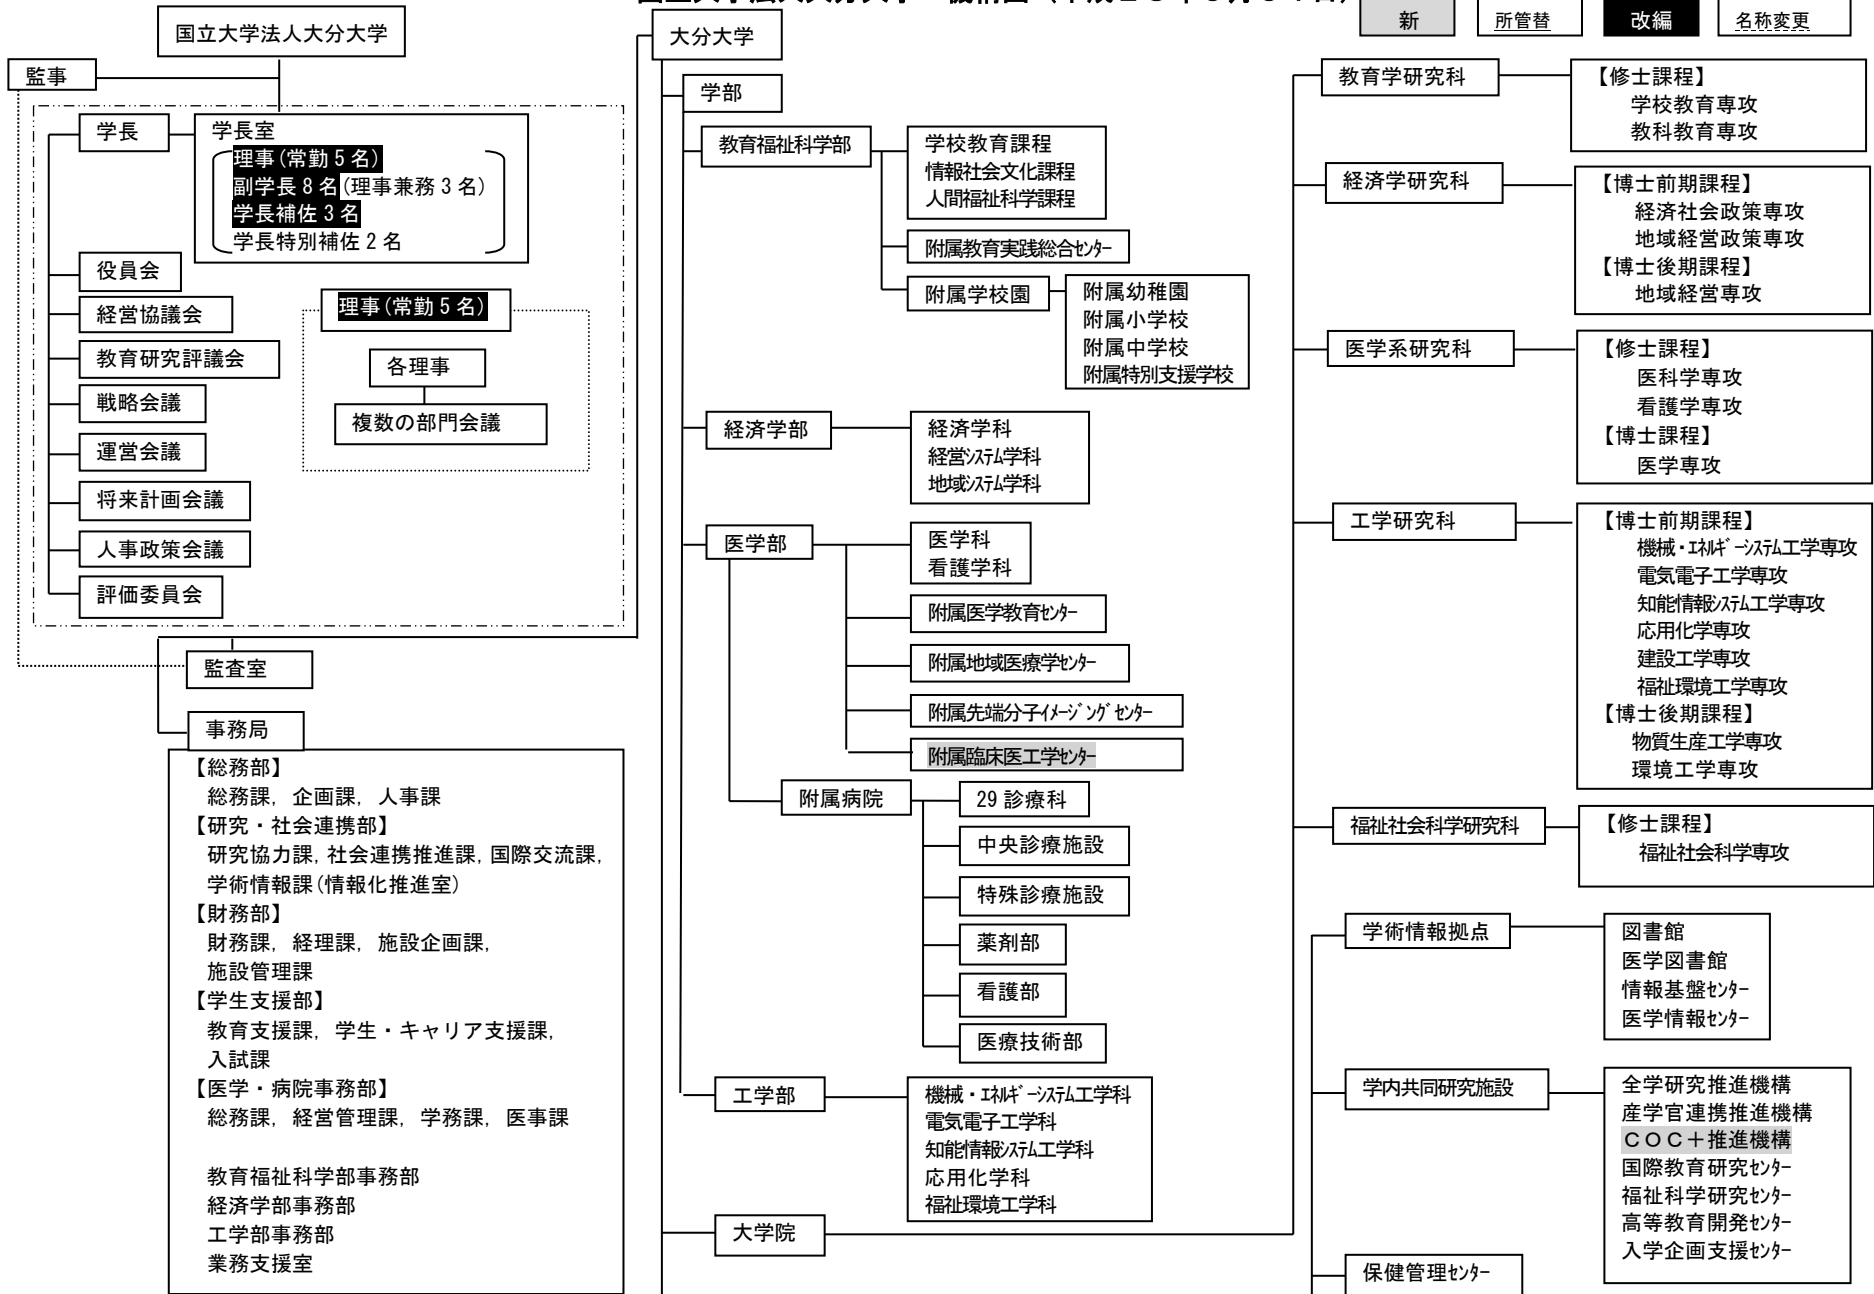 新
所管替
改編
名称変更
国立大学法人大分大学
監事
学長
学長室
理事(常勤5名)
副学長8名(理事兼務3名)
学長補佐3名
学長特別補佐2名
役員会
経営協議会
教育研究評議会
戦略会議
運営会議
将来計画会議
人事政策会議
評価委員会
理事(常勤5名)
各理事
複数の部門会議
監査室
事務局
【総務部】
総務課, 企画課, 人事課
【研究・社会連携部】
研究協力課, 社会連携推進課, 国際交流課,
学術情報課(情報化推進室)
【財務部】
財務課, 経理課, 施設企画課,
施設管理課
【学生支援部】
教育支援課, 学生・キャリア支援課,
入試課
【医学・病院事務部】
総務課, 経営管理課, 学務課, 医事課
教育福祉科学部事務部
経済学部事務部
工学部事務部
業務支援室
大分大学
学部
教育福祉科学部
学校教育課程
情報社会文化課程
人間福祉科学課程
附属教育実践総合ｾﾝﾀｰ
附属学校園
附属幼稚園
附属小学校
附属中学校
附属特別支援学校
経済学部
経済学科
経営ｼｽﾃﾑ学科
地域ｼｽﾃﾑ学科
医学部
医学科
看護学科
附属医学教育ｾﾝﾀｰ
附属地域医療学ｾﾝﾀｰ
附属先端分子ｲﾒｰｼﾞﾝｸﾞｾﾝﾀｰ
附属臨床医工学ｾﾝﾀｰ
附属病院
29診療科
中央診療施設
特殊診療施設
薬剤部
看護部
医療技術部
工学部
機械・ｴﾈﾙｷﾞｰｼｽﾃﾑ工学科
電気電子工学科
知能情報ｼｽﾃﾑ工学科
応用化学科
福祉環境工学科
大学院
教育学研究科
【修士課程】
学校教育専攻
教科教育専攻
経済学研究科
【博士前期課程】
経済社会政策専攻
地域経営政策専攻
【博士後期課程】
地域経営専攻
医学系研究科
【修士課程】
医科学専攻
看護学専攻
【博士課程】
医学専攻
工学研究科
【博士前期課程】
機械・ｴﾈﾙｷﾞｰｼｽﾃﾑ工学専攻
電気電子工学専攻
知能情報ｼｽﾃﾑ工学専攻
応用化学専攻
建設工学専攻
福祉環境工学専攻
【博士後期課程】
物質生産工学専攻
環境工学専攻
福祉社会科学研究科
【修士課程】
福祉社会科学専攻
学術情報拠点
図書館
医学図書館
情報基盤ｾﾝﾀｰ
医学情報ｾﾝﾀｰ
学内共同研究施設
全学研究推進機構
産学官連携推進機構
ＣＯＣ＋推進機構
国際教育研究ｾﾝﾀｰ
福祉科学研究ｾﾝﾀｰ
高等教育開発ｾﾝﾀｰ
入学企画支援ｾﾝﾀｰ
保健管理ｾﾝﾀｰ